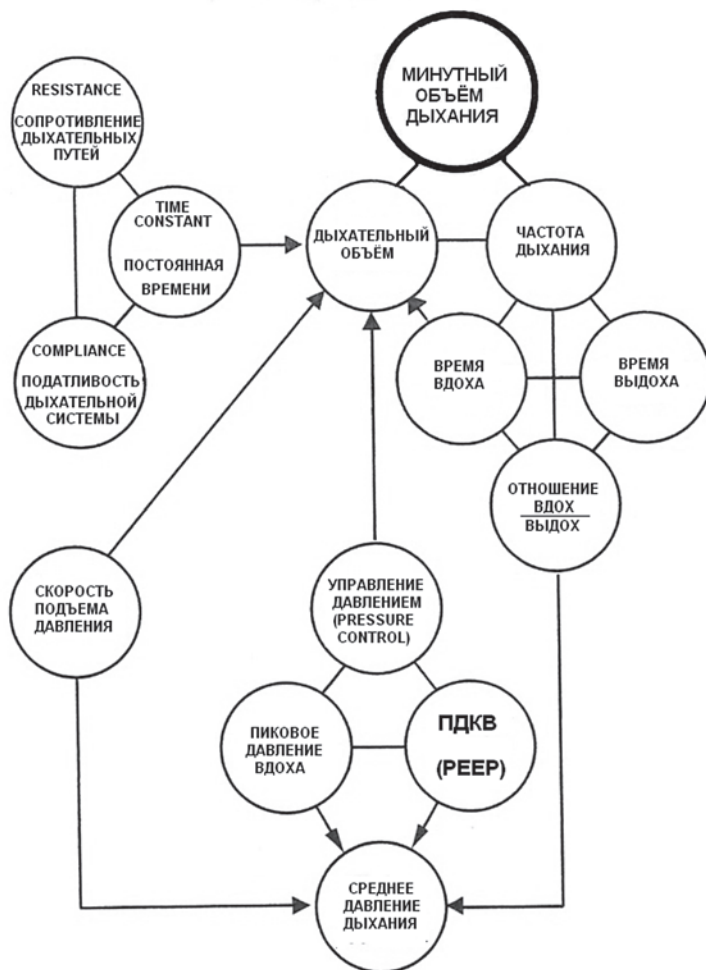 МИНУТНЫЙ
ОБЪЁМ
ДЫХАНИЯ
RESISTANCE
СОПРОТИВЛЕНИЕ
ДЫХАТЕЛЬНЫХ
ПУТЕЙ
TIME
CONSTANT
ПОСТОЯННАЯ
ВРЕМЕНИ
ДЫХАТЕЛЬНЫЙ
ОБЪЁМ
ЧАСТОТА
ДЫХАНИЯ
COMPLIANCE
ПОДАТЛИВОСТЬ
ДЫХАТЕЛЬНОЙ
СИСТЕМЫ
ВРЕМЯ
ВДОХА
ВРЕМЯ
ВЫДОХА
ОТНОШЕНИЕ
ВДОХ
ВЫДОХ
СКОРОСТЬ
ПОДЪЕМА
ДАВЛЕНИЯ
УПРАВЛЕНИЕ
ДАВЛЕНИЕМ
(PRESSURE
CONTROL)
ПИКОВОЕ
ДАВЛЕНИЕ
ВДОХА
ПДКВ
(PEEP)
СРЕДНЕЕ
ДАВЛЕНИЕ
ДЫХАНИЯ